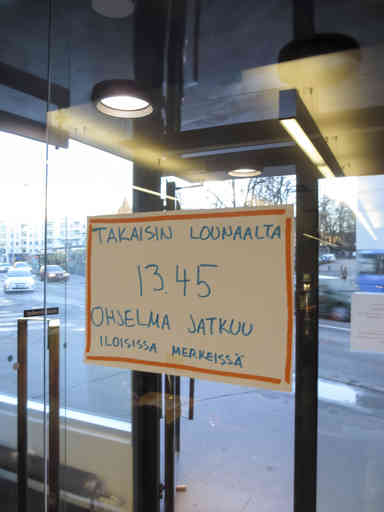 TAKAISIN LOUNAALTA
13.45
OHJELMA JATKUU
ILOISISSA MERKEISSÄ